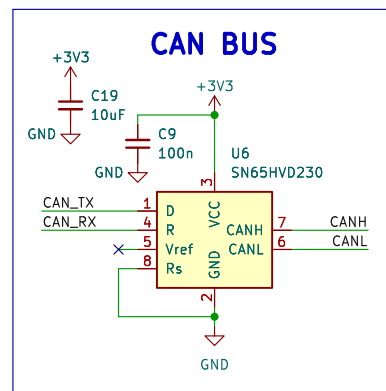 CAN BUS
+3V3
+3V3
C19
10uF
GND
C9
100n
GND
U6
SN65HVD230
3
VCC
CAN_TX
1
D
CAN_RX
4
R
CANH
7
CANH
5
Vref
CANL
6
CANL
8
Rs
GND
2
GND